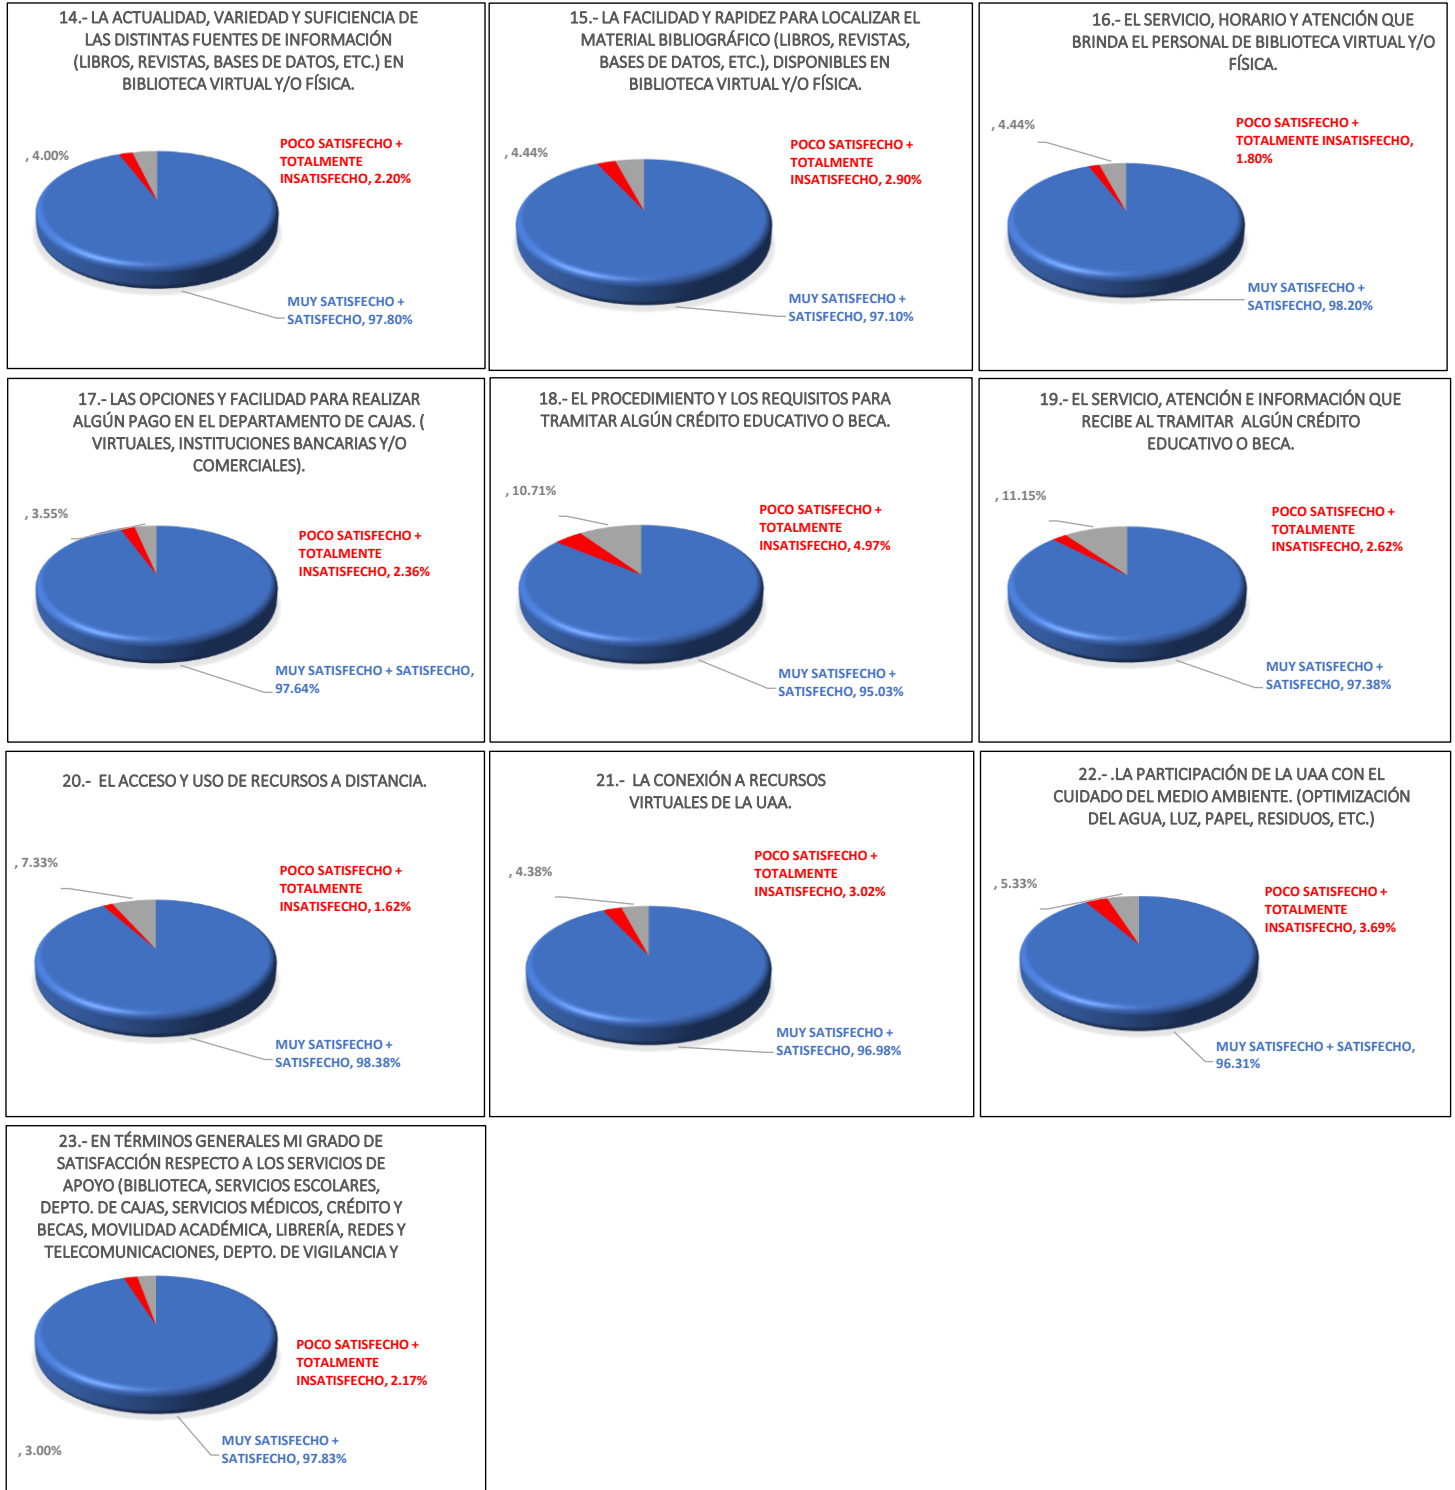 14.- LA ACTUALIDAD, VARIEDAD Y SUFICIENCIA DE
LAS DISTINTAS FUENTES DE INFORMACIÓN
(LIBROS, REVISTAS, BASES DE DATOS, ETC.) EN
BIBLIOTECA VIRTUAL Y/O FÍSICA.
, 4.00%
POCO SATISFECHO +
TOTALMENTE
INSATISFECHO, 2.20%
MUY SATISFECHO +
SATISFECHO, 97.80%
15.- LA FACILIDAD Y RAPIDEZ PARA LOCALIZAR EL
MATERIAL BIBLIOGRÁFICO (LIBROS, REVISTAS,
BASES DE DATOS, ETC.), DISPONIBLES EN
BIBLIOTECA VIRTUAL Y/O FÍSICA.
, 4.44%
POCO SATISFECHO +
TOTALMENTE
INSATISFECHO, 2.90%
MUY SATISFECHO +
SATISFECHO, 97.10%
16.- EL SERVICIO, HORARIO Y ATENCIÓN QUE
BRINDA EL PERSONAL DE BIBLIOTECA VIRTUAL Y/O
FÍSICA.
, 4.44%
POCO SATISFECHO +
TOTALMENTE INSATISFECHO,
1.80%
MUY SATISFECHO +
SATISFECHO, 98.20%
17.- LAS OPCIONES Y FACILIDAD PARA REALIZAR
ALGÚN PAGO EN EL DEPARTAMENTO DE CAJAS. (
VIRTUALES, INSTITUCIONES BANCARIAS Y/O
COMERCIALES).
, 3.55%
POCO SATISFECHO +
TOTALMENTE
INSATISFECHO, 2.36%
MUY SATISFECHO + SATISFECHO,
97.64%
18.- EL PROCEDIMIENTO Y LOS REQUISITOS PARA
TRAMITAR ALGÚN CRÉDITO EDUCATIVO O BECA.
, 10.71%
POCO SATISFECHO +
TOTALMENTE
INSATISFECHO, 4.97%
MUY SATISFECHO +
SATISFECHO, 95.03%
19.- EL SERVICIO, ATENCIÓN E INFORMACIÓN QUE
RECIBE AL TRAMITAR ALGÚN CRÉDITO
EDUCATIVO O BECA.
, 11.15%
POCO SATISFECHO +
TOTALMENTE
INSATISFECHO, 2.62%
MUY SATISFECHO +
SATISFECHO, 97.38%
20.- EL ACCESO Y USO DE RECURSOS A DISTANCIA.
, 7.33%
POCO SATISFECHO +
TOTALMENTE
INSATISFECHO, 1.62%
MUY SATISFECHO +
SATISFECHO, 98.38%
21.- LA CONEXIÓN A RECURSOS
VIRTUALES DE LA UAA.
, 4.38%
POCO SATISFECHO +
TOTALMENTE
INSATISFECHO, 3.02%
MUY SATISFECHO +
SATISFECHO, 96.98%
22.- .LA PARTICIPACIÓN DE LA UAA CON EL
CUIDADO DEL MEDIO AMBIENTE. (OPTIMIZACIÓN
DEL AGUA, LUZ, PAPEL, RESIDUOS, ETC.)
, 5.33%
POCO SATISFECHO +
TOTALMENTE
INSATISFECHO, 3.69%
MUY SATISFECHO + SATISFECHO,
96.31%
23.- EN TÉRMINOS GENERALES MI GRADO DE
SATISFACCIÓN RESPECTO A LOS SERVICIOS DE
APOYO (BIBLIOTECA, SERVICIOS ESCOLARES,
DEPTO. DE CAJAS, SERVICIOS MÉDICOS, CRÉDITO Y
BECAS, MOVILIDAD ACADÉMICA, LIBRERÍA, REDES Y
TELECOMUNICACIONES, DEPTO. DE VIGILANCIA Y
POCO SATISFECHO +
TOTALMENTE
INSATISFECHO, 2.17%
MUY SATISFECHO +
SATISFECHO, 97.83%
, 3.00%